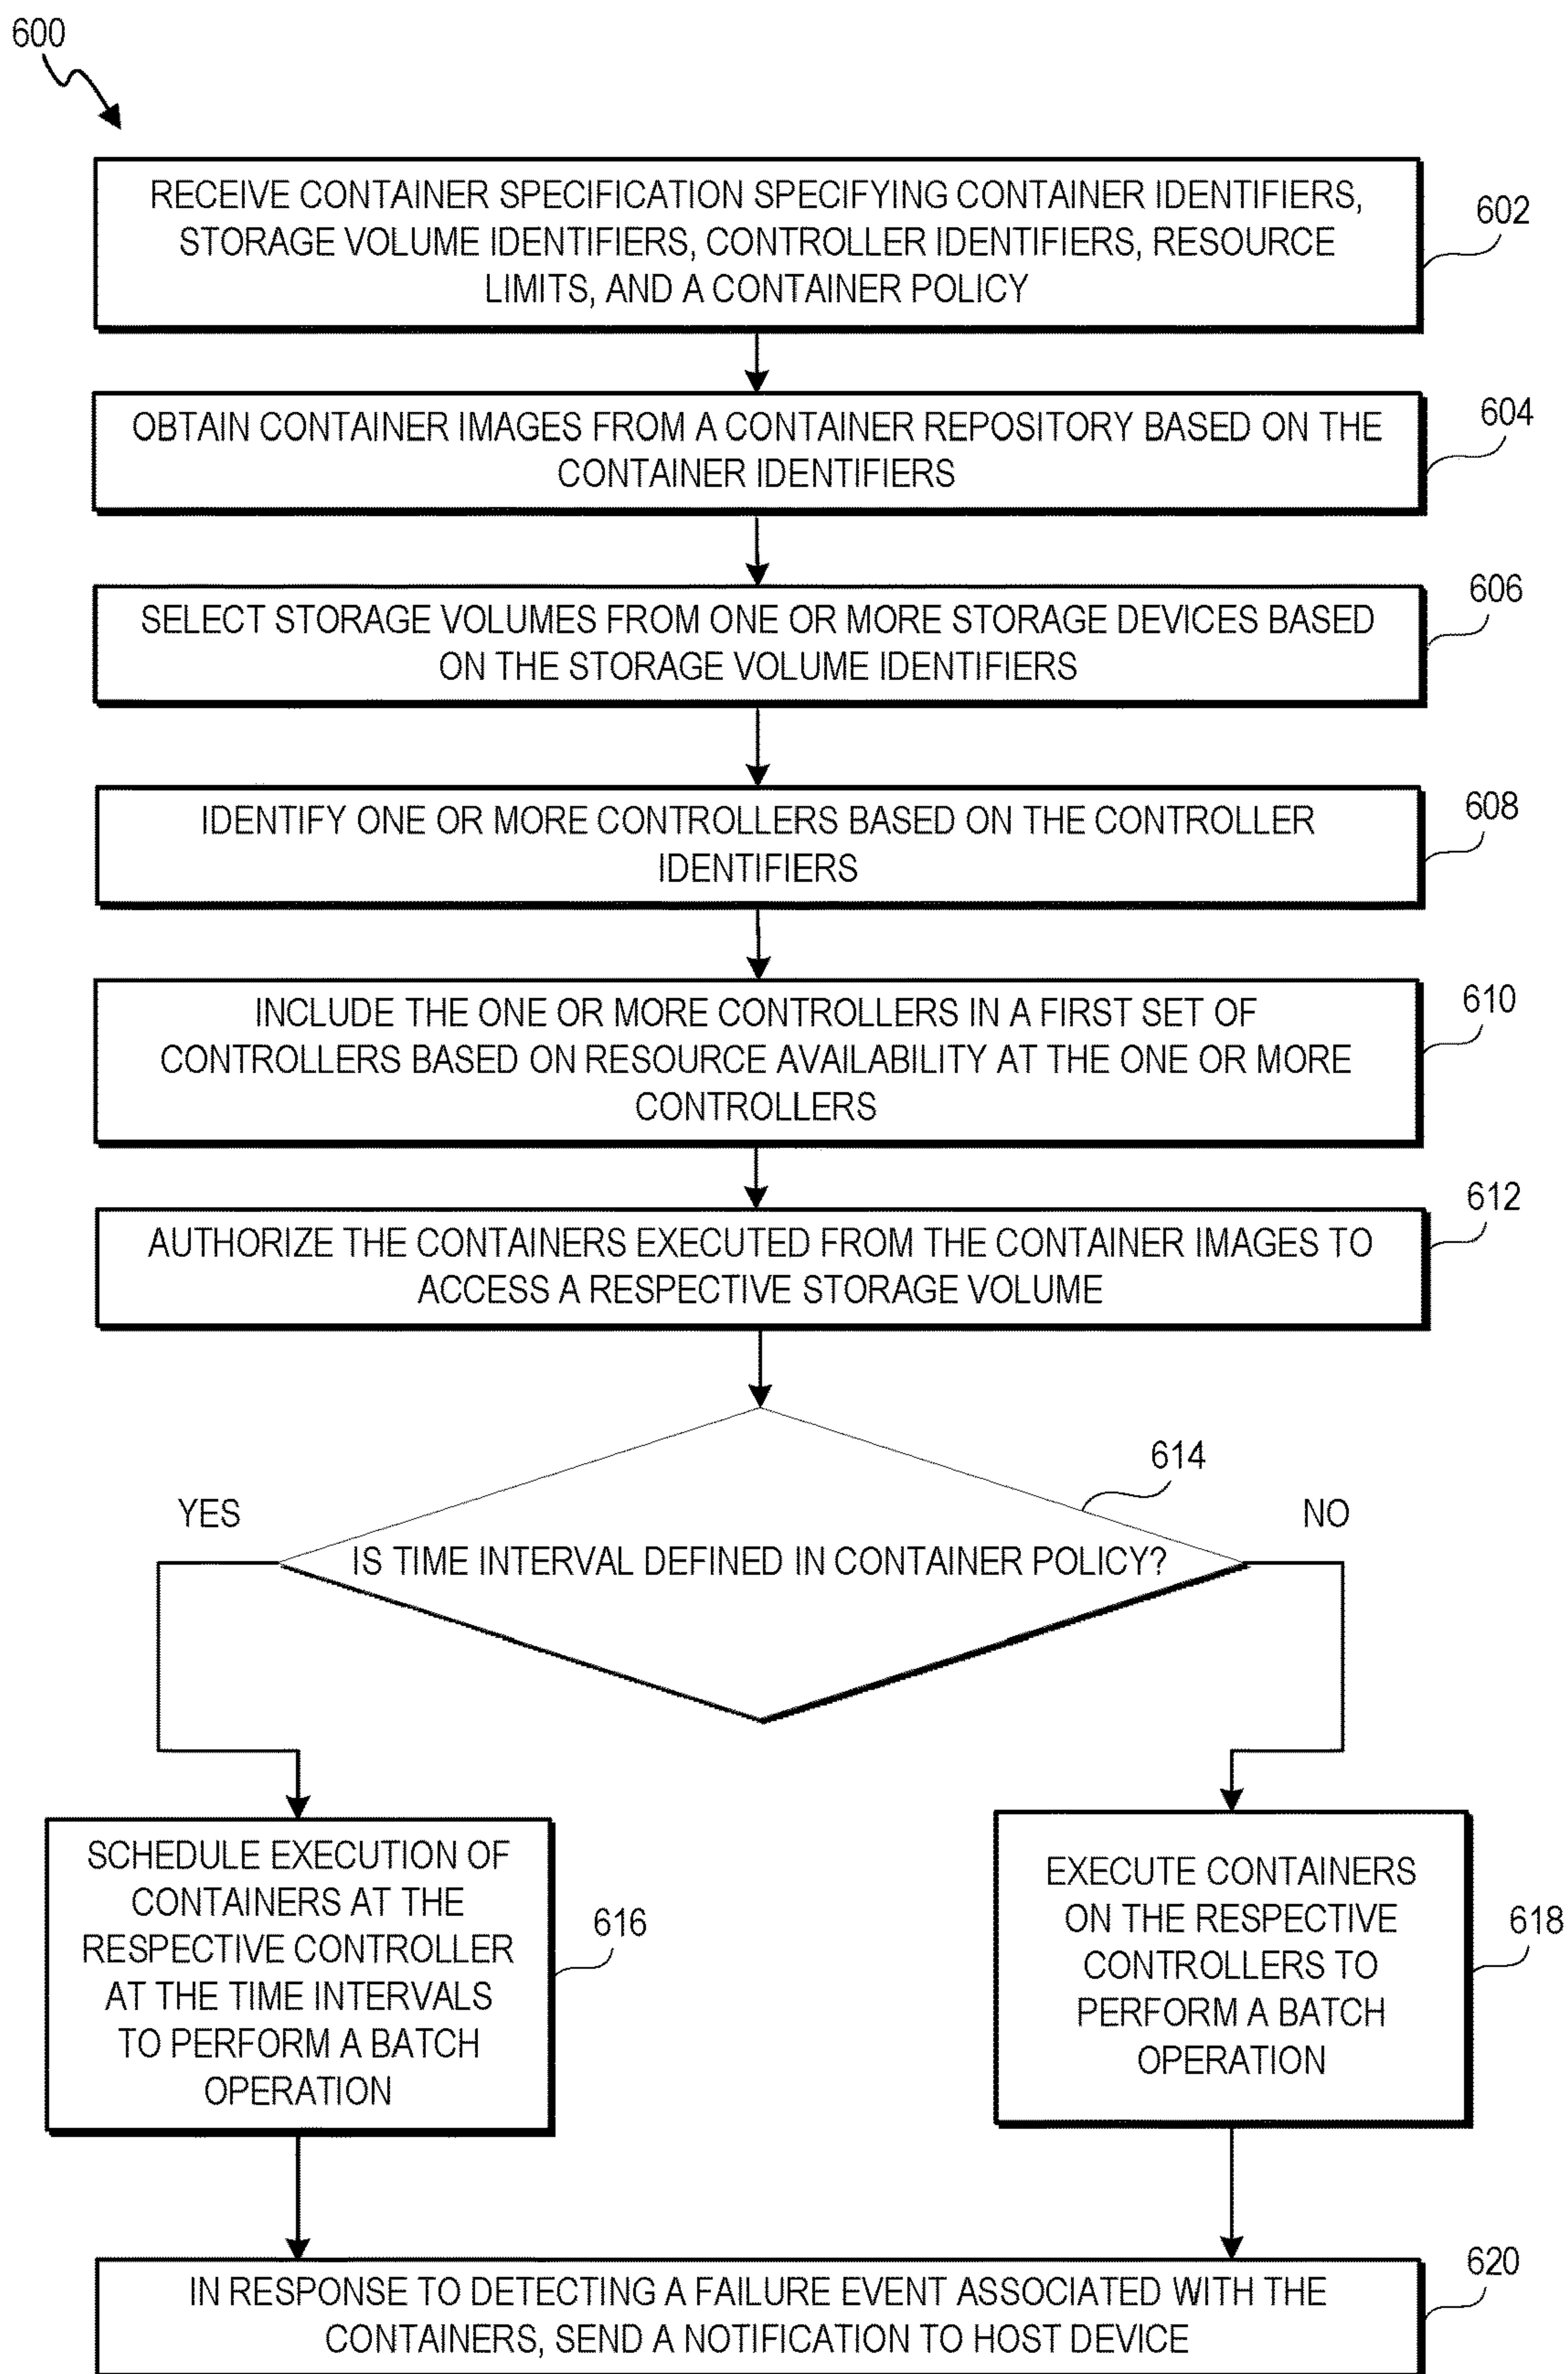 600
RECEIVE CONTAINER SPECIFICATION SPECIFYING CONTAINER IDENTIFIERS,
STORAGE VOLUME IDENTIFIERS, CONTROLLER IDENTIFIERS, RESOURCE
LIMITS, AND A CONTAINER POLICY
602
OBTAIN CONTAINER IMAGES FROM A CONTAINER REPOSITORY BASED ON THE
CONTAINER IDENTIFIERS
604
SELECT STORAGE VOLUMES FROM ONE OR MORE STORAGE DEVICES BASED
ON THE STORAGE VOLUME IDENTIFIERS
606
IDENTIFY ONE OR MORE CONTROLLERS BASED ON THE CONTROLLER
IDENTIFIERS
608
INCLUDE THE ONE OR MORE CONTROLLERS IN A FIRST SET OF
CONTROLLERS BASED ON RESOURCE AVAILABILITY AT THE ONE OR MORE
CONTROLLERS
610
AUTHORIZE THE CONTAINERS EXECUTED FROM THE CONTAINER IMAGES TO
ACCESS A RESPECTIVE STORAGE VOLUME
612
614
YES
NO
IS TIME INTERVAL DEFINED IN CONTAINER POLICY?
SCHEDULE EXECUTION OF
CONTAINERS AT THE
RESPECTIVE CONTROLLER
AT THE TIME INTERVALS
TO PERFORM A BATCH
OPERATION
616
EXECUTE CONTAINERS
ON THE RESPECTIVE
CONTROLLERS TO
PERFORM A BATCH
OPERATION
618
IN RESPONSE TO DETECTING A FAILURE EVENT ASSOCIATED WITH THE
CONTAINERS, SEND A NOTIFICATION TO HOST DEVICE
620